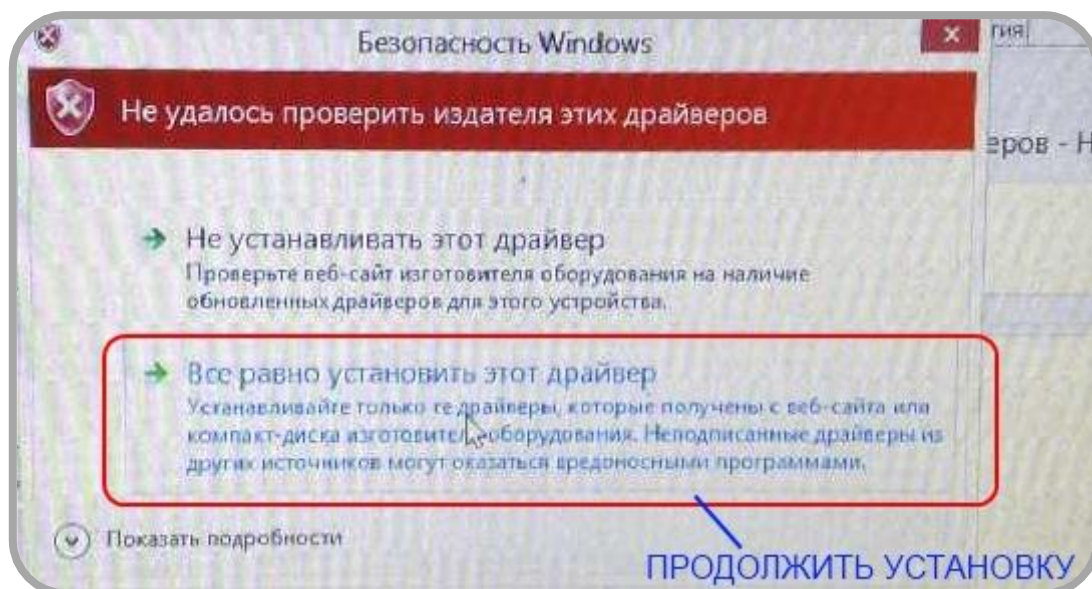 Безопасность Windows
гия
Не удалось проверить издателя этих драйверов
еров - Н
Не устанавливать этот драйвер
Проверьте веб-сайт изготовителя оборудования на наличие
обновленных драйверов для этого устройства.
Все равно установить этот драйвер
Устанавливайте только те драйверы, которые получены с веб-сайта или
компакт-диска изготовителя оборудования. Неподписанные драйверы из
других источников могут оказаться вредоносными программами.
Показать подробности
ПРОДОЛЖИТЬ УСТАНОВКУ